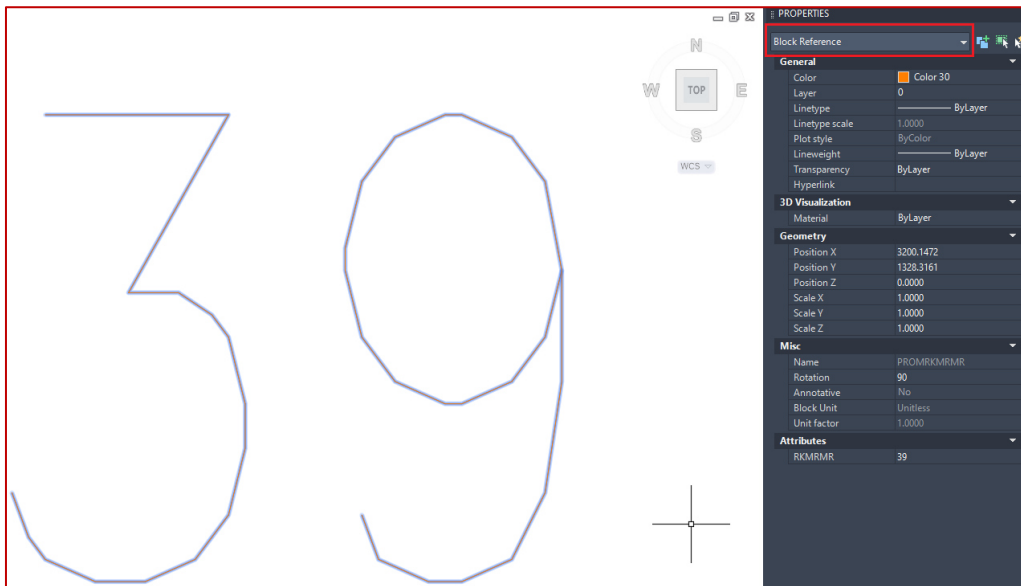 39
N
W
TOP
E
S
WCS
PROPERTIES
Block Reference
General
Color Color 30
Layer 0
Linetype ByLayer
Linetype scale 1.0000
Plot style ByColor
Lineweight ByLayer
Transparency ByLayer
Hyperlink
3D Visualization
Material ByLayer
Geometry
Position X 3200.1472
Position Y 1328.3161
Position Z 0.0000
Scale X 1.0000
Scale Y 1.0000
Scale Z 1.0000
Misc
Name PROMRKMRMR
Rotation 90
Annotative No
Block Unit Unitless
Unit factor 1.0000
Attributes
RKMRMR 39